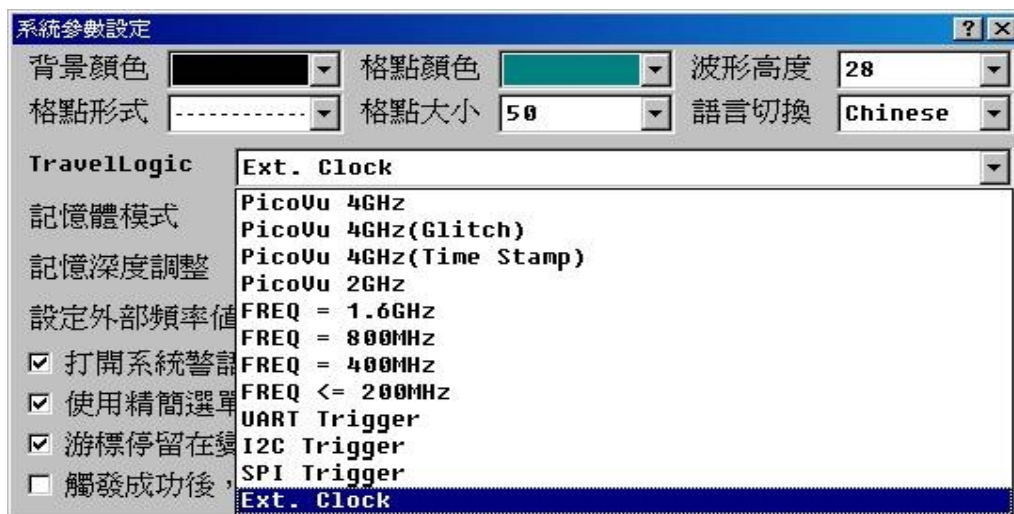 系統參數設定
背景顏色 格點顏色 波形高度 28
格點形式 格點大小 50 語言切換 Chinese
TravelLogic Ext. Clock
PicoVu 4GHz
記憶體模式
PicoVu 4GHz(Glitch)
PicoVu 4GHz(Time Stamp)
記憶深度調整
PicoVu 2GHz
FREQ = 1.6GHz
設定外部頻率值
FREQ = 800MHz
打開系統警語
FREQ = 400MHz
FREQ <= 200MHz
使用精簡選單
UART Trigger
游標停留在變
I2C Trigger
SPI Trigger
觸發成功後，
Ext. Clock